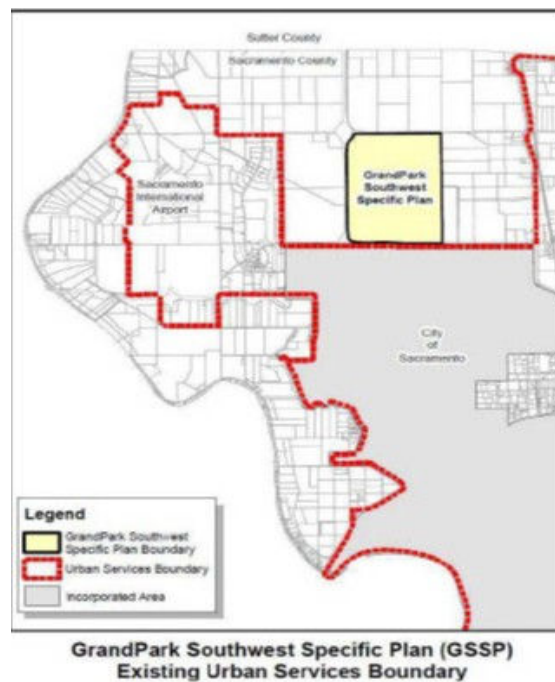 Sutter County
Sacramento County
GrandPark
Southwest
Specific Plan
Sacramento
International
Airport
City
of
Sacramento
Legend
GrandPark Southwest
Specific Plan Boundary
Urban Services Boundary
Incorporated Area
GrandPark Southwest Specific Plan (GSSP)
Existing Urban Services Boundary